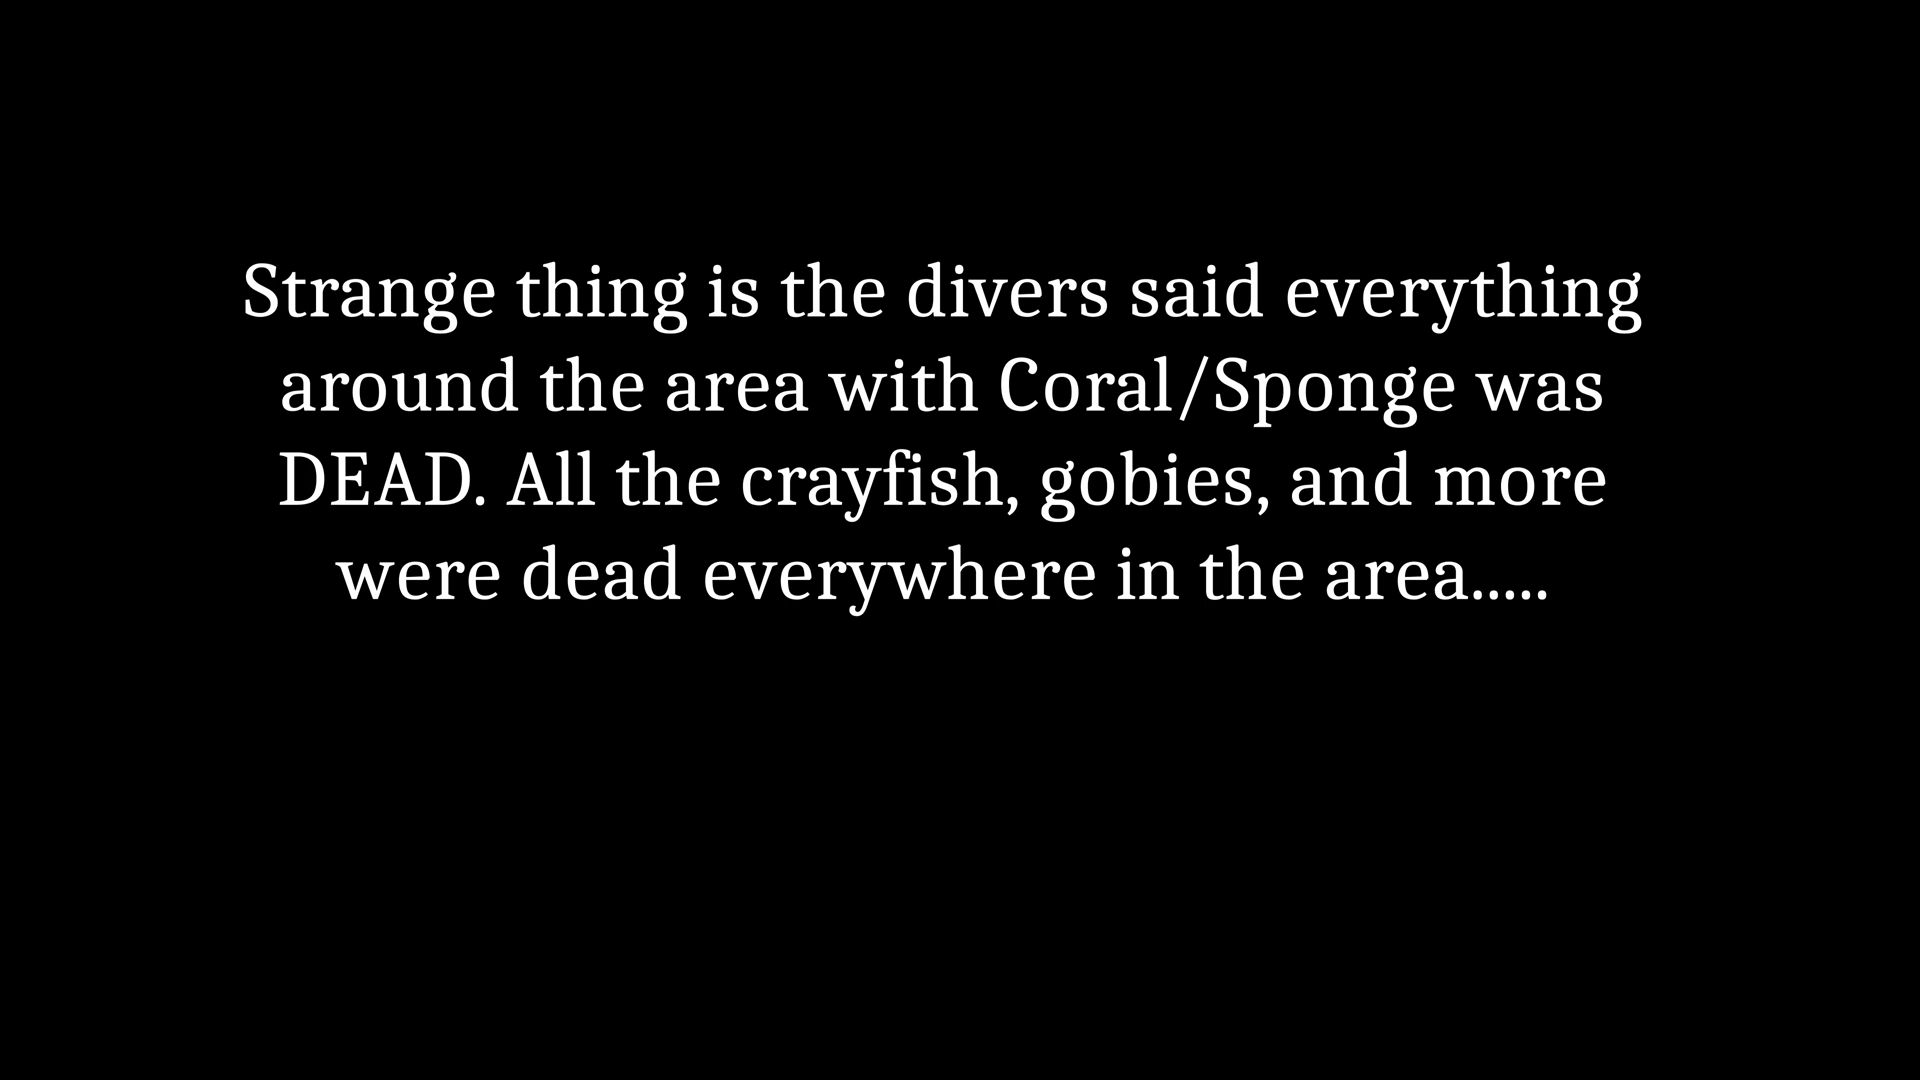 Strange thing is the divers said everything
around the area with Coral/Sponge was
DEAD. All the crayfish, gobies, and more
were dead everywhere in the area.....